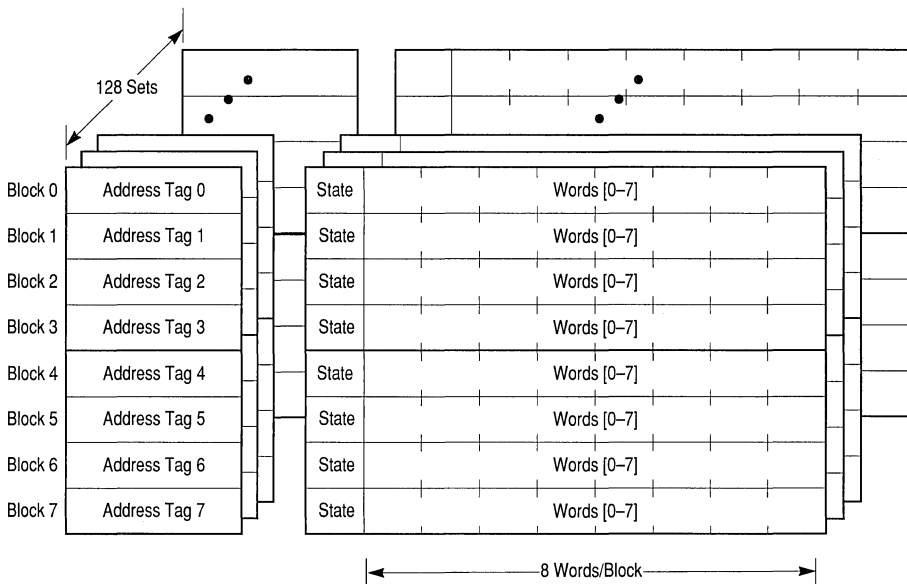 128 Sets
Block 0 Address Tag 0 State Words [0–7]
Block 1 Address Tag 1 State Words [0–7]
Block 2 Address Tag 2 State Words [0–7]
Block 3 Address Tag 3 State Words [0–7]
Block 4 Address Tag 4 State Words [0–7]
Block 5 Address Tag 5 State Words [0–7]
Block 6 Address Tag 6 State Words [0–7]
Block 7 Address Tag 7 State Words [0–7]
8 Words/Block